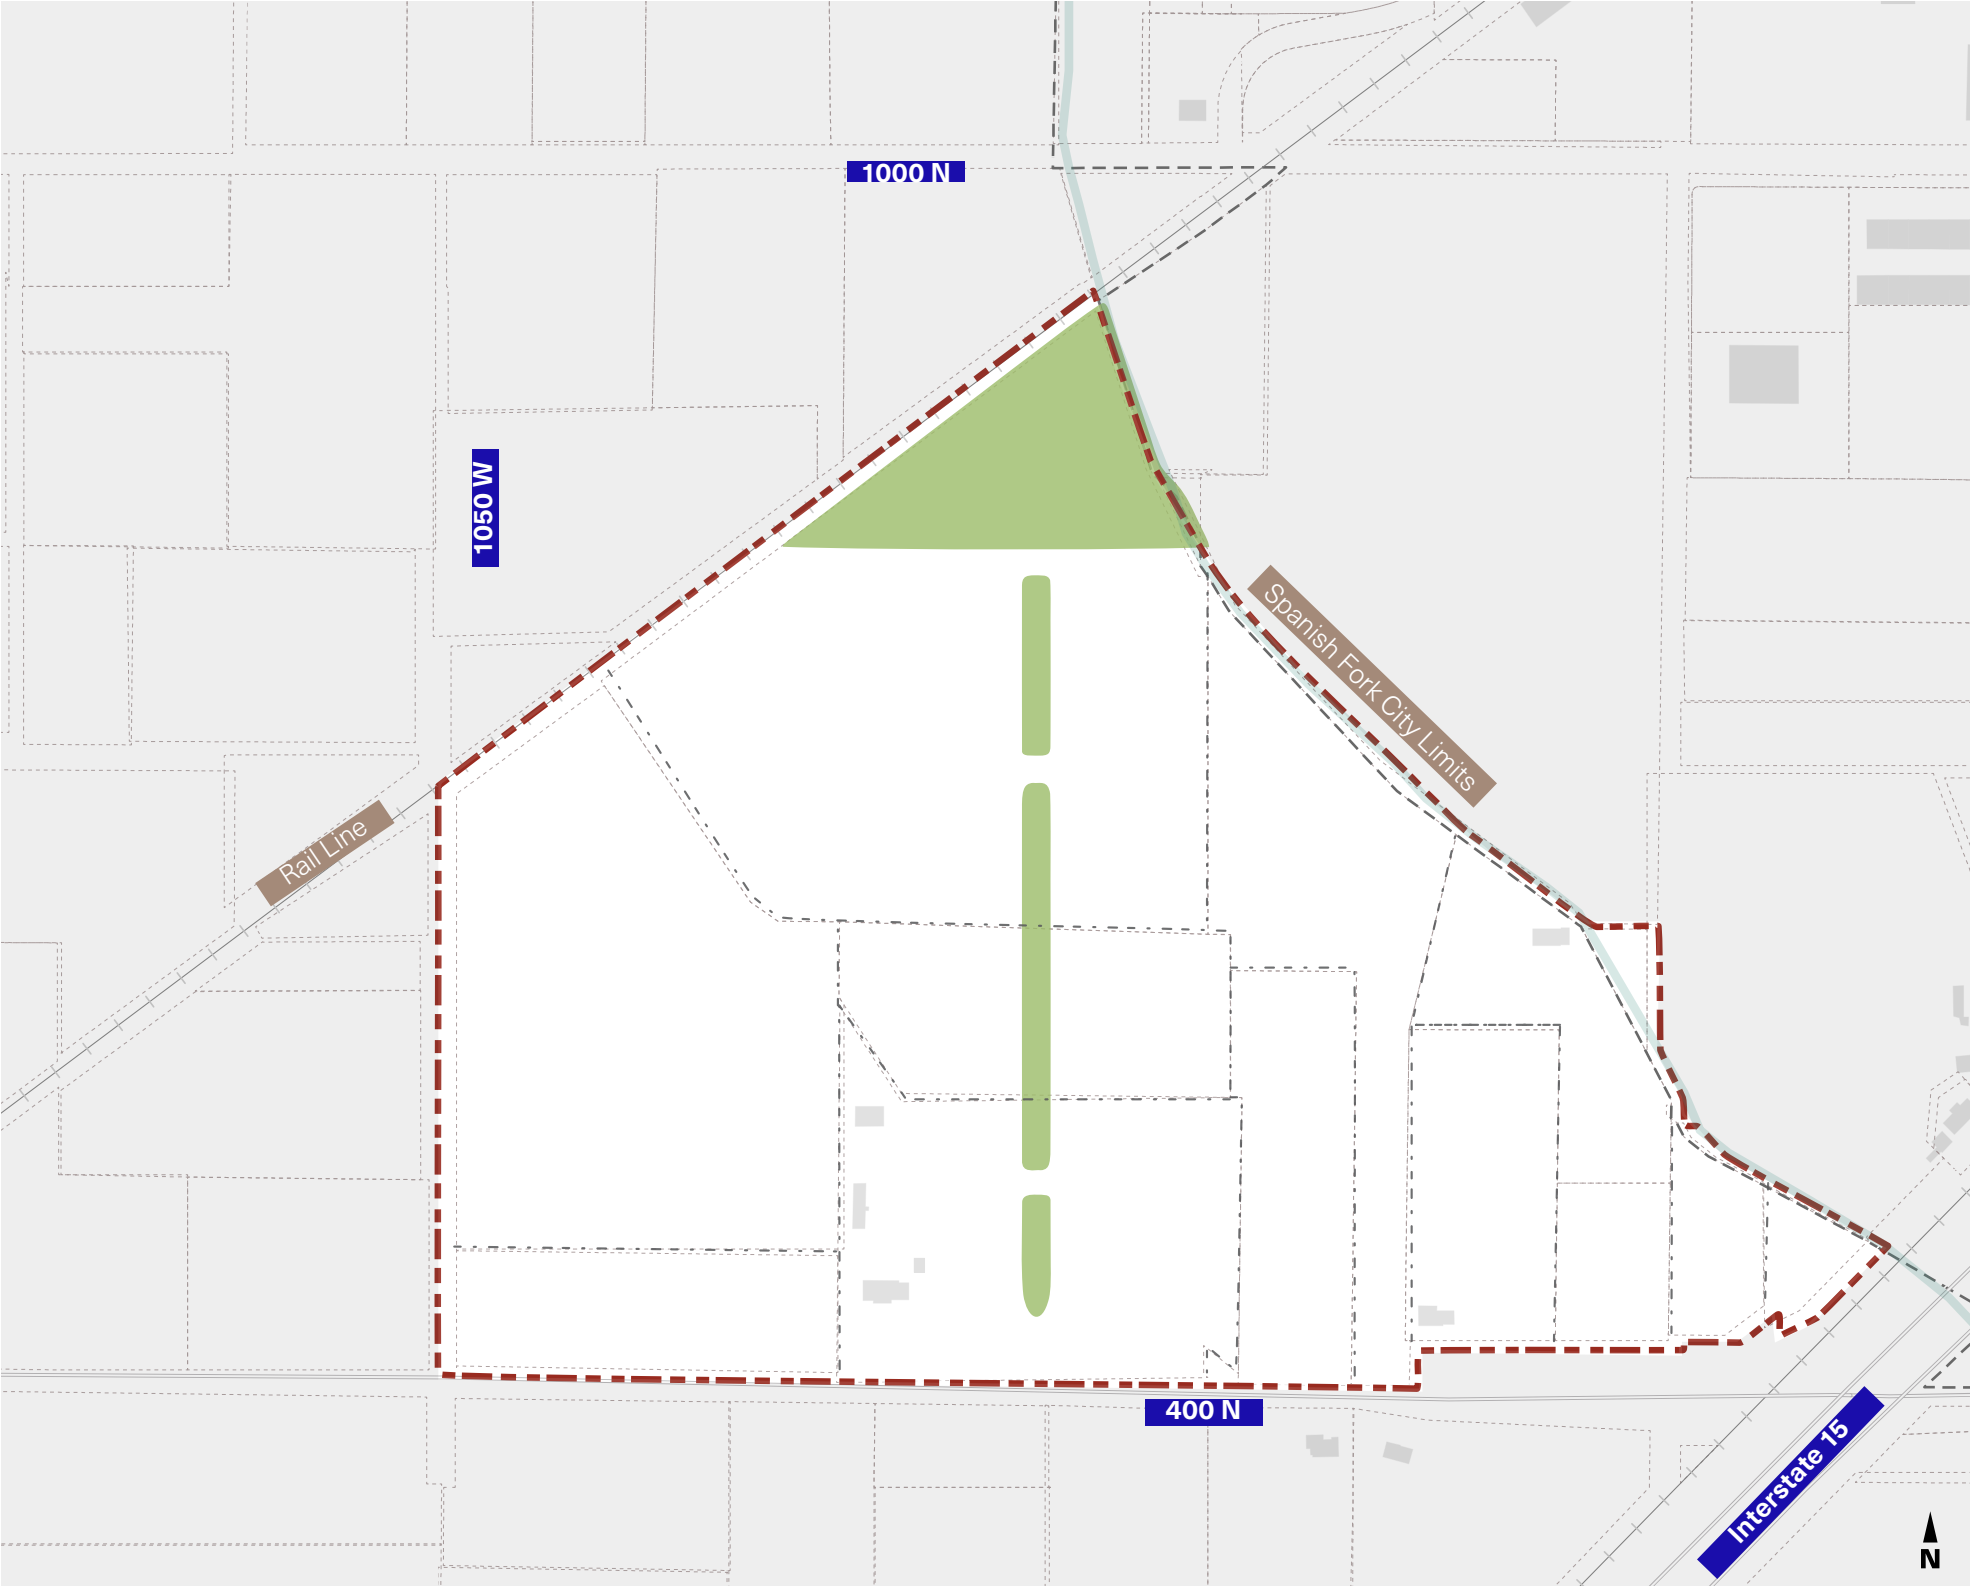 1000 N
1050 W
Spanish Fork City Limits
Rail Line
400 N
Interstate 15
N